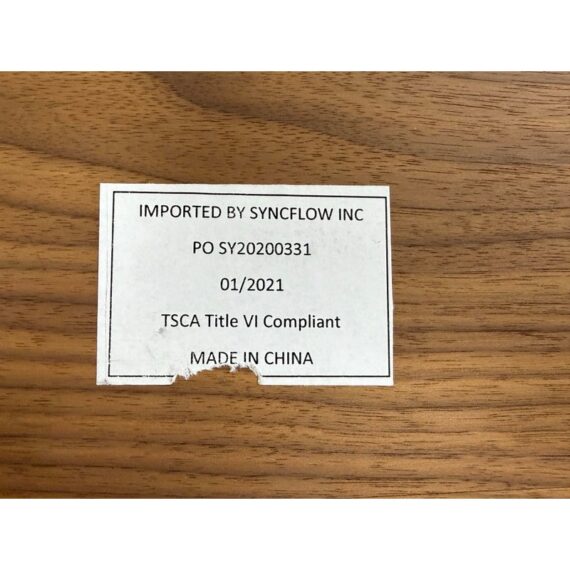 IMPORTED BY SYNCFLOW INC
PO SY20200331
01/2021
TSCA Title VI Compliant
MADE IN CHINA